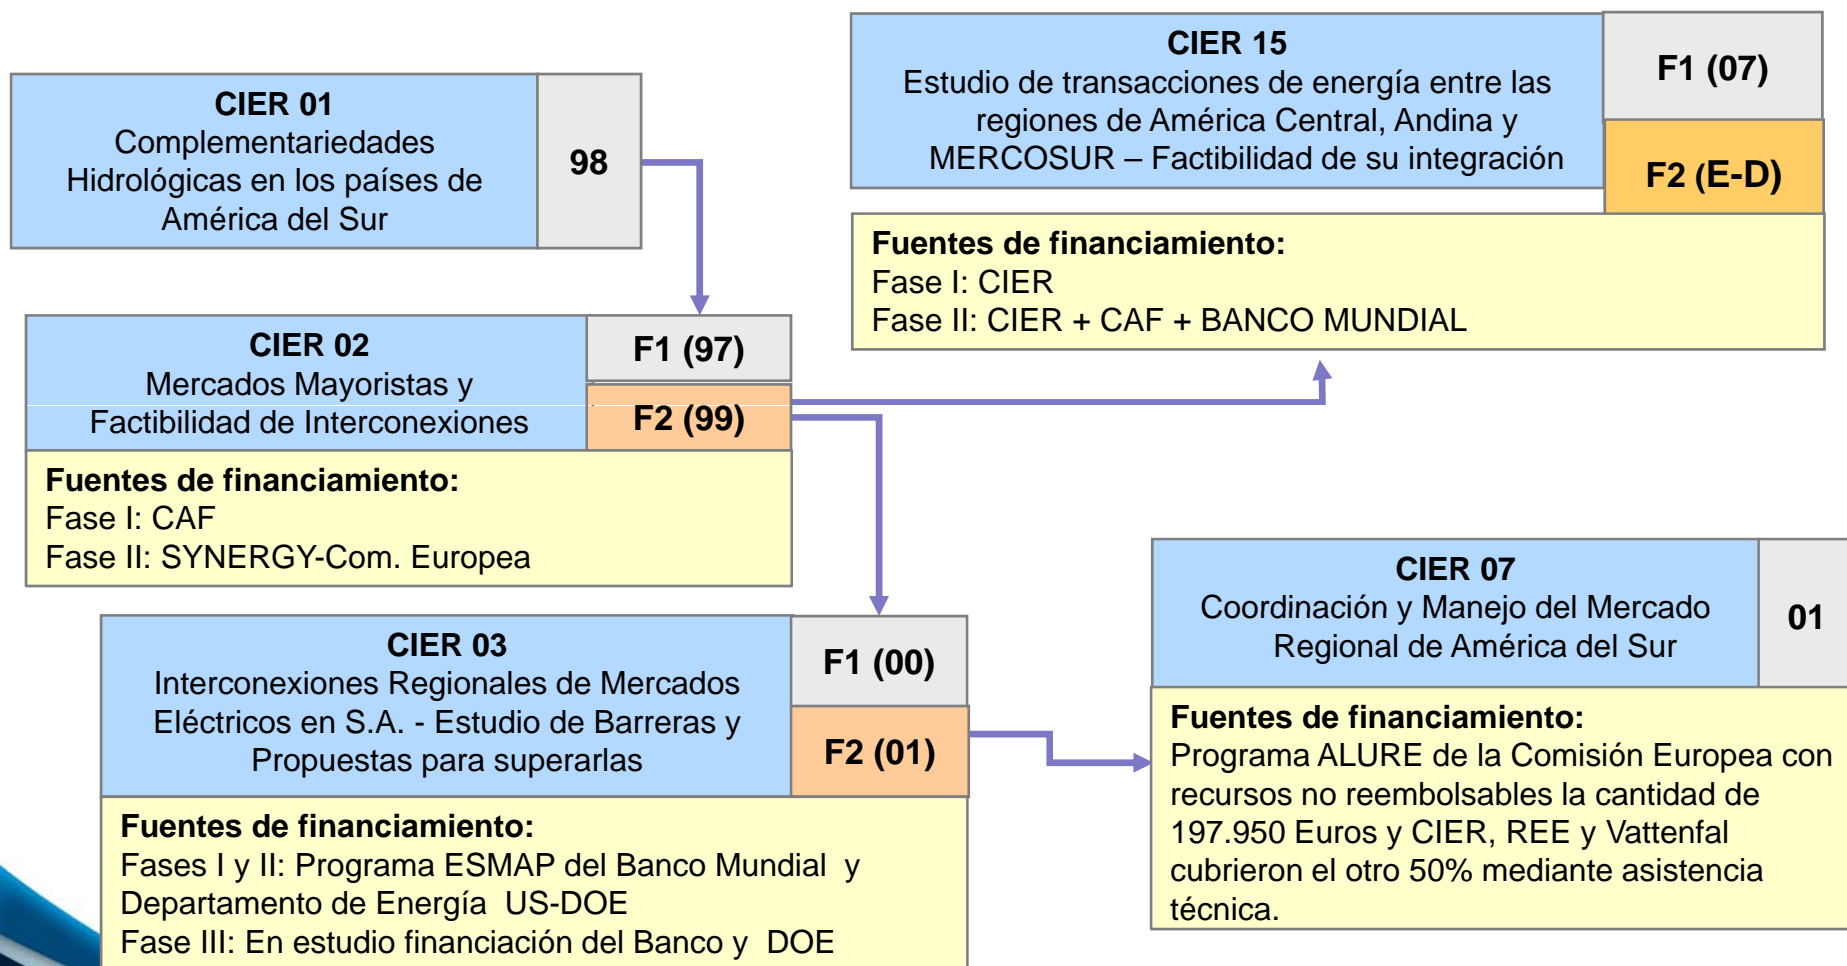 CIER 01
Complementariedades
Hidrológicas en los países de
América del Sur
98
CIER 15
Estudio de transacciones de energía entre las
regiones de América Central, Andina y
MERCOSUR – Factibilidad de su integración
F1 (07)
F2 (E-D)
Fuentes de financiamiento:
Fase I: CIER
Fase II: CIER + CAF + BANCO MUNDIAL
CIER 02
Mercados Mayoristas y
Factibilidad de Interconexiones
F1 (97)
F2 (99)
Fuentes de financiamiento:
Fase I: CAF
Fase II: SYNERGY-Com. Europea
CIER 03
Interconexiones Regionales de Mercados
Eléctricos en S.A. - Estudio de Barreras y
Propuestas para superarlas
F1 (00)
F2 (01)
Fuentes de financiamiento:
Fases I y II: Programa ESMAP del Banco Mundial y
Departamento de Energía US-DOE
Fase III: En estudio financiación del Banco y DOE
CIER 07
Coordinación y Manejo del Mercado
Regional de América del Sur
01
Fuentes de financiamiento:
Programa ALURE de la Comisión Europea con
recursos no reembolsables la cantidad de
197.950 Euros y CIER, REE y Vattenfal
cubrieron el otro 50% mediante asistencia
técnica.